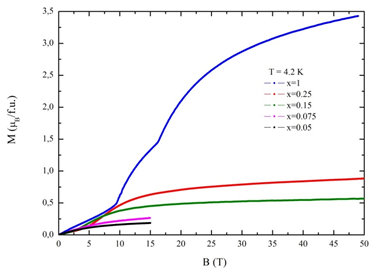 3,5
3,0
2,5
2,0
1,5
1,0
0,5
0,0
M (μB/f.u.)
T = 4.2 K
x=1
x=0.25
x=0.15
x=0.075
x=0.05
0 5 10 15 20 25 30 35 40 45 50
B (T)